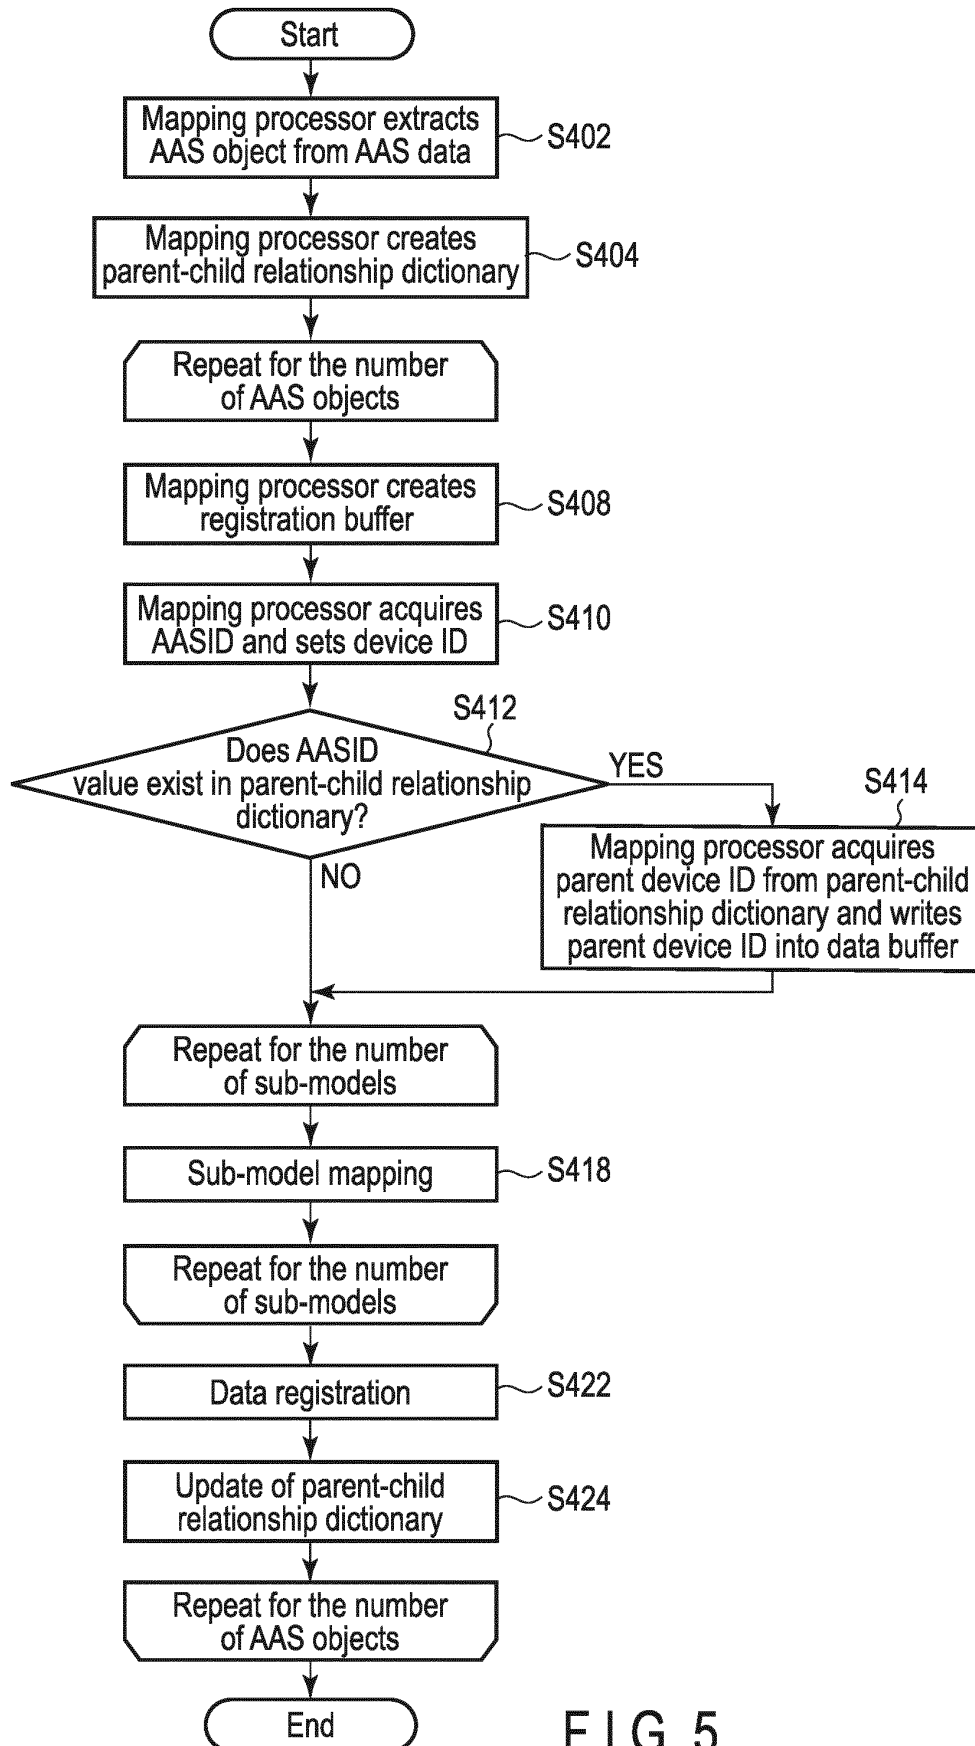 Start
Mapping processor extracts
AAS object from AAS data
S402
Mapping processor creates
parent-child relationship dictionary
S404
Repeat for the number
of AAS objects
Mapping processor creates
registration buffer
S408
Mapping processor acquires
AASID and sets device ID
S410
S412
Does AASID
value exist in parent-child relationship
dictionary?
YES
NO
S414
Mapping processor acquires
parent device ID from parent-child
relationship dictionary and writes
parent device ID into data buffer
Repeat for the number
of sub-models
Sub-model mapping
S418
Repeat for the number
of sub-models
Data registration
S422
Update of parent-child
relationship dictionary
S424
Repeat for the number
of AAS objects
End
FIG. 5